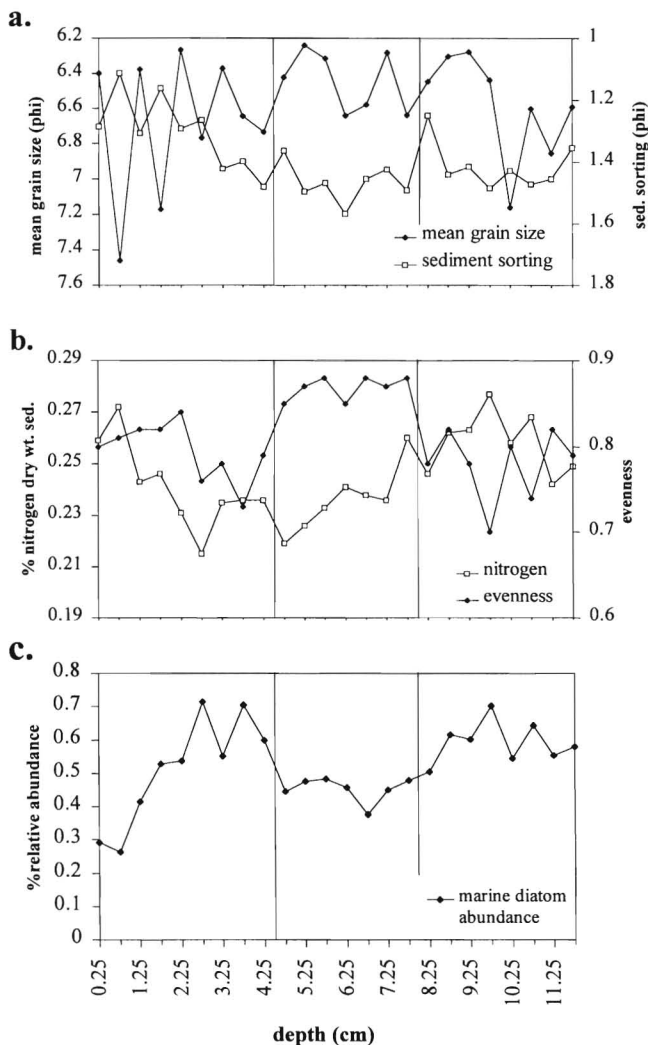 a.
6.2
6.4
6.6
6.8
7
7.2
7.4
7.6
mean grain size (phi)
1
1.2
1.4
1.6
1.8
sed. sorting (phi)
mean grain size
sediment sorting
b.
0.29
0.27
0.25
0.23
0.21
0.19
% nitrogen dry wt. sed.
0.9
0.8
0.7
0.6
evenness
nitrogen
evenness
c.
0.8
0.7
0.6
0.5
0.4
0.3
0.2
0.1
0
%relative abundance
marine diatom
abundance
0.25
1.25
2.25
3.25
4.25
5.25
6.25
7.25
8.25
9.25
10.25
11.25
depth (cm)